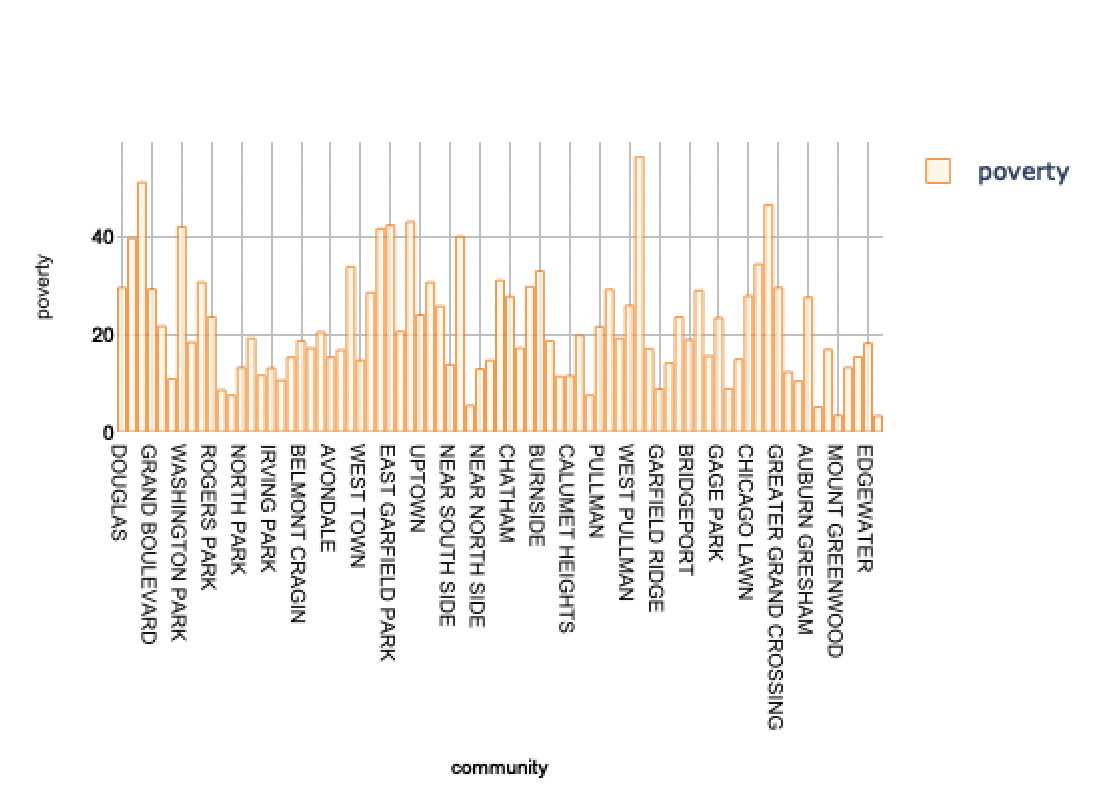 poverty
poverty
40
20
0
DOUGLAS
GRAND BOULEVARD
WASHINGTON PARK
ROGERS PARK
NORTH PARK
IRVING PARK
BELMONT CRAGIN
AVONDALE
WEST TOWN
EAST GARFIELD PARK
UPTOWN
NEAR SOUTH SIDE
NEAR NORTH SIDE
CHATHAM
BURNSIDE
CALUMET HEIGHTS
PULLMAN
WEST PULLMAN
GARFIELD RIDGE
BRIDGEPORT
GAGE PARK
CHICAGO LAWN
GREATER GRAND CROSSING
AUBURN GRESHAM
MOUNT GREENWOOD
EDGEWATER
community